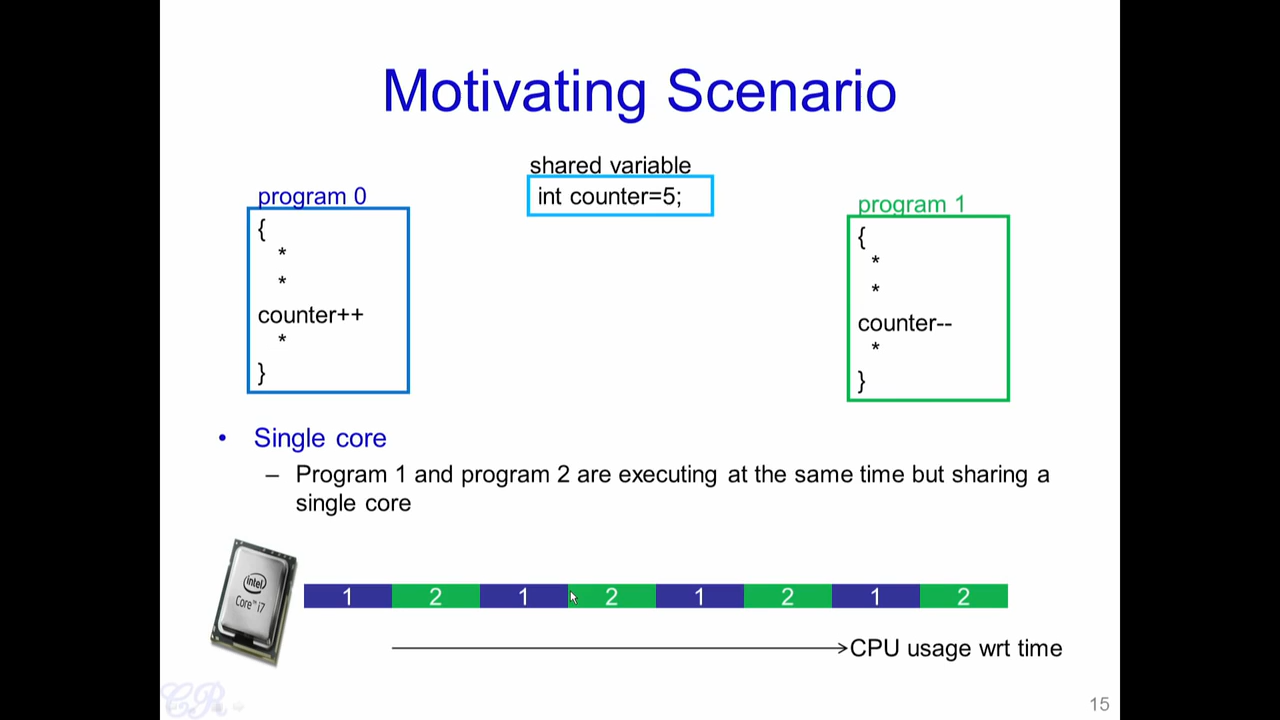 Motivating Scenario
shared variable
int counter=5;
program 0
{
*
*
counter++
*
}
program 1
{
*
*
counter--
*
}
• Single core
– Program 1 and program 2 are executing at the same time but sharing a
single core
intel
Core™ i7
1 2 1 2 1 2 1 2
CPU usage wrt time
CR
15